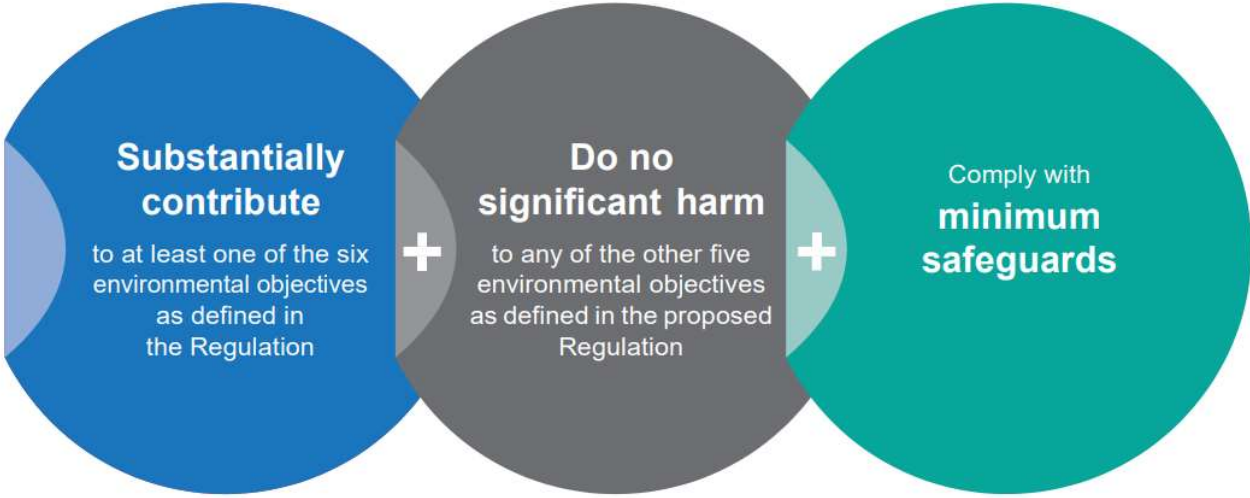 Substantially
contribute
to at least one of the six
environmental objectives
as defined in
the Regulation
+
Do no
significant harm
to any of the other five
environmental objectives
as defined in the proposed
Regulation
+
Comply with
minimum
safeguards